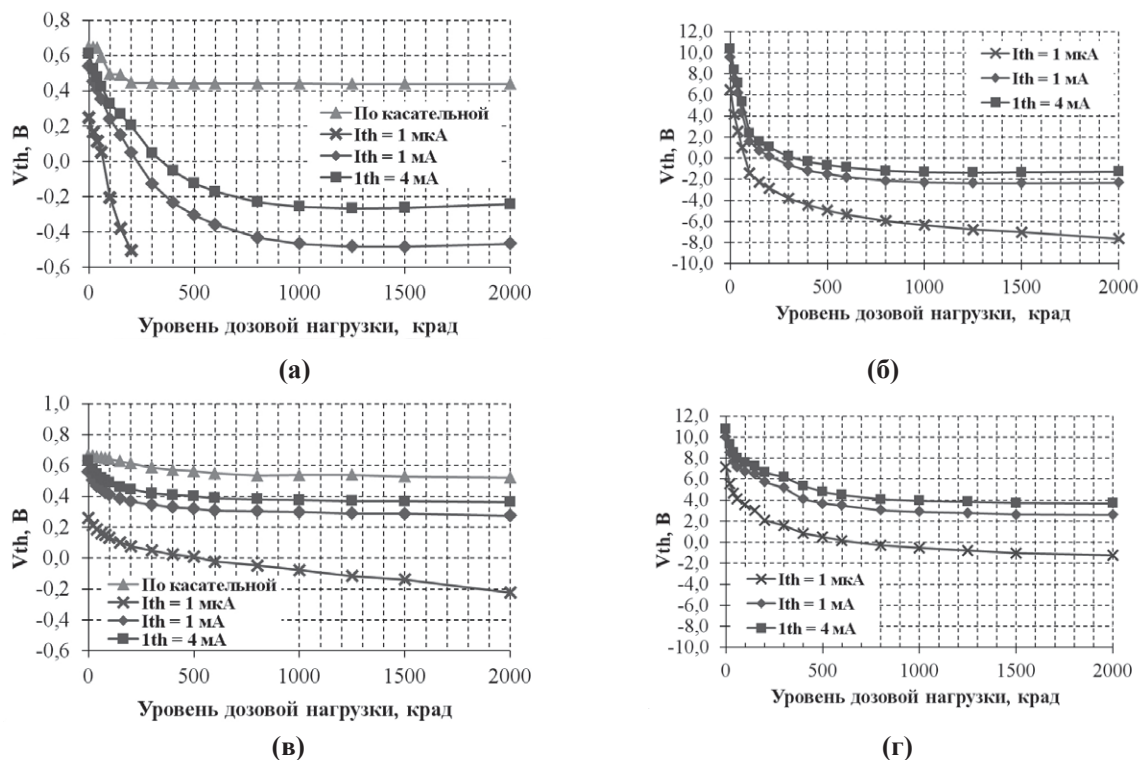 0,8
0,6
0,4
0,2
0,0
-0,2
-0,4
-0,6
Vth, В
По касательной
Ith = 1 мкА
Ith = 1 мА
1th = 4 мА
0 500 1000 1500 2000
Уровень дозовой нагрузки, крад
(а)
12,0
10,0
8,0
6,0
4,0
2,0
0,0
-2,0
-4,0
-6,0
-8,0
-10,0
Vth, В
Ith = 1 мкА
Ith = 1 мА
1th = 4 мА
0 500 1000 1500 2000
Уровень дозовой нагрузки, крад
(б)
1,0
0,8
0,6
0,4
0,2
0,0
-0,2
-0,4
-0,6
Vth, В
По касательной
Ith = 1 мкА
Ith = 1 мА
1th = 4 мА
0 500 1000 1500 2000
Уровень дозовой нагрузки, крад
(в)
12,0
10,0
8,0
6,0
4,0
2,0
0,0
-2,0
-4,0
-6,0
-8,0
-10,0
Vth, В
Ith = 1 мкА
Ith = 1 мА
1th = 4 мА
0 500 1000 1500 2000
Уровень дозовой нагрузки, крад
(г)